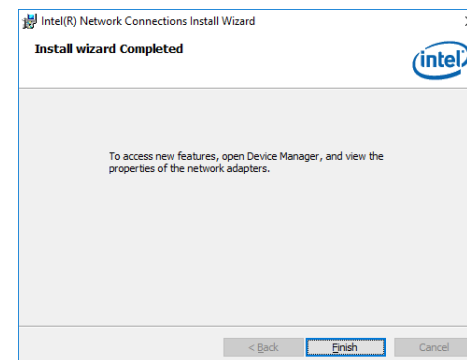 Intel(R) Network Connections Install Wizard
Install wizard Completed
intel
To access new features, open Device Manager, and view the
properties of the network adapters.
< Back
Finish
Cancel